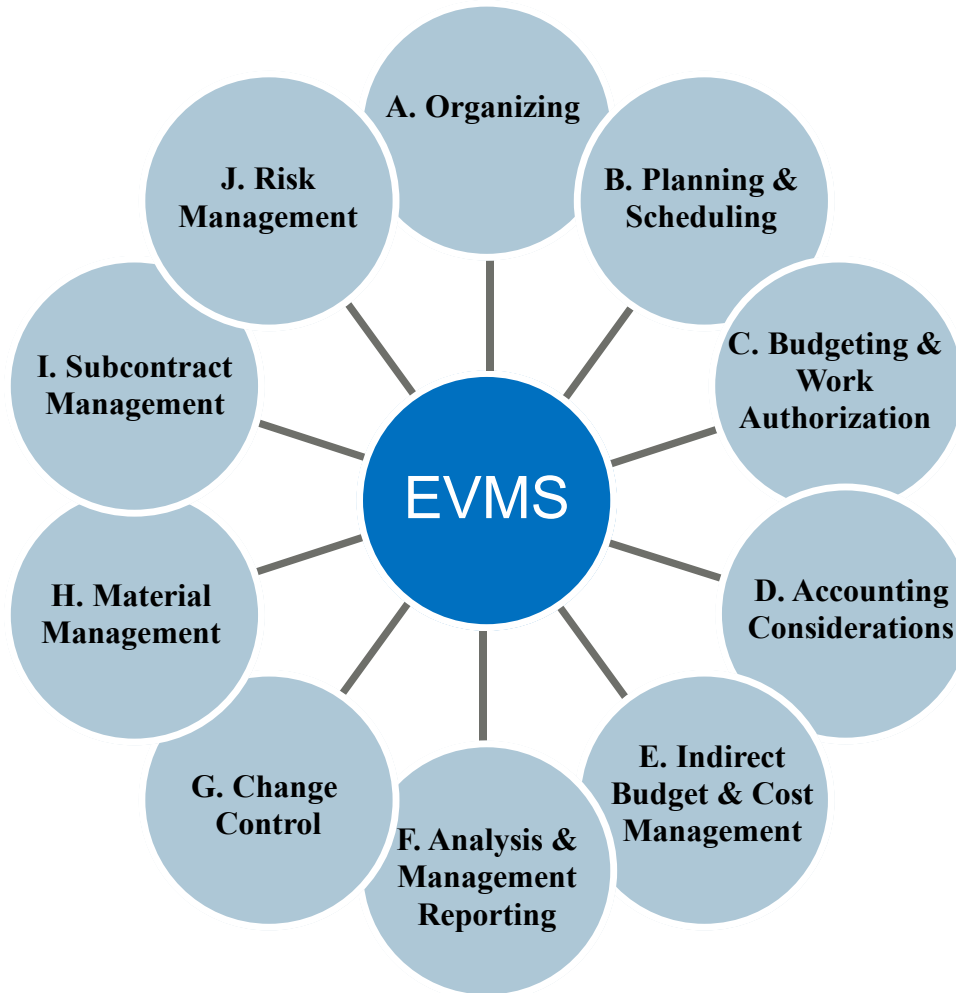 A. Organizing
B. Planning &
Scheduling
C. Budgeting &
Work
Authorization
D. Accounting
Considerations
E. Indirect
Budget & Cost
Management
F. Analysis &
Management
Reporting
G. Change
Control
H. Material
Management
I. Subcontract
Management
J. Risk
Management
EVMS